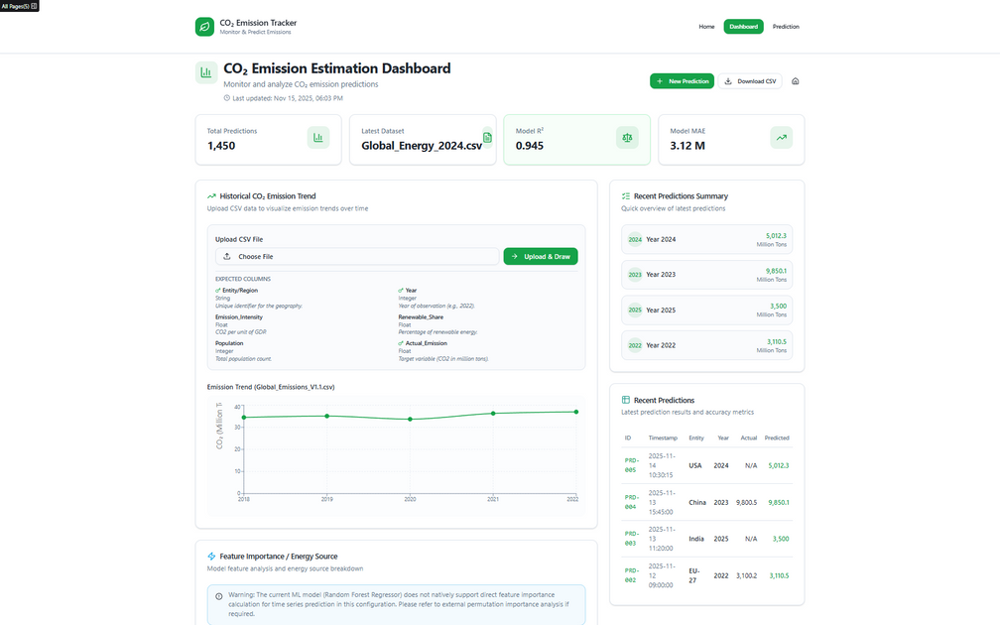 All Pages(5)
CO₂ Emission Tracker
Monitor & Predict Emissions
Home
Dashboard
Prediction
CO₂ Emission Estimation Dashboard
Monitor and analyze CO₂ emission predictions
Last updated: Nov 15, 2025, 06:03 PM
New Prediction
Download CSV
Total Predictions
1,450
Latest Dataset
Global_Energy_2024.csv
Model R²
0.945
Model MAE
3.12 M
Historical CO₂ Emission Trend
Upload CSV data to visualize emission trends over time
Upload CSV File
Choose File
Upload & Draw
EXPECTED COLUMNS
Entity/Region
String
Unique identifier for the geography.
Year
Integer
Year of observation (e.g., 2022).
Emission_Intensity
Float
CO2 per unit of GDP.
Renewable_Share
Float
Percentage of renewable energy.
Population
Integer
Total population count.
Actual_Emission
Float
Target variable (CO2 in million tons).
Emission Trend (Global_Emissions_V1.1.csv)
CO₂ (Million T
40
30
20
10
0
2018
2019
2020
2021
2022
Feature Importance / Energy Source
Model feature analysis and energy source breakdown
Warning: The current ML model (Random Forest Regressor) does not natively support direct feature importance
calculation for time series prediction in this configuration. Please refer to external permutation importance analysis if
required.
Recent Predictions Summary
Quick overview of latest predictions
2024 Year 2024 5,012.3
Million Tons
2023 Year 2023 9,850.1
Million Tons
2025 Year 2025 3,500
Million Tons
2022 Year 2022 3,110.5
Million Tons
Recent Predictions
Latest prediction results and accuracy metrics
ID Timestamp Entity Year Actual Predicted
PRD-
005
2025-11-
14
10:30:15
USA 2024 N/A 5,012.3
PRD-
004
2025-11-
13
15:45:00
China 2023 9,800.5 9,850.1
PRD-
003
2025-11-
13
11:20:00
India 2025 N/A 3,500
PRD-
002
2025-11-
12
09:00:00
EU-
27
2022 3,100.2 3,110.5